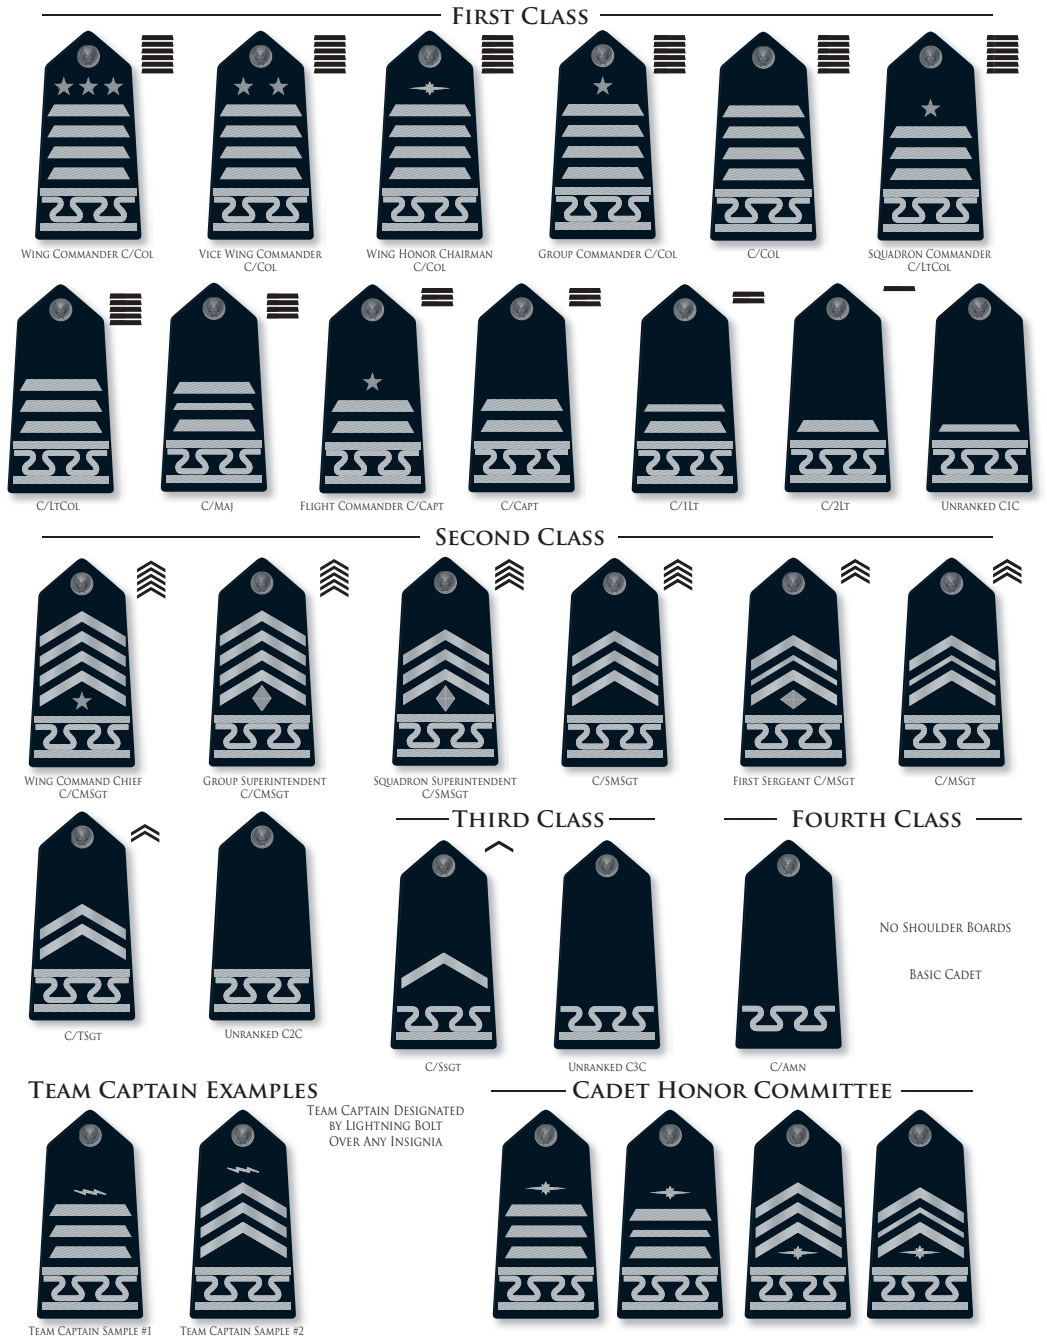 First Class
Wing Commander C/Col
Vice Wing Commander
C/Col
Wing Honor Chairman
C/Col
Group Commander C/Col
C/Col
Squadron Commander
C/LtCol
C/LtCol
C/Maj
Flight Commander C/Capt
C/Capt
C/1Lt
C/2Lt
Unranked C1C
Second Class
Wing Command Chief
C/CMSgt
Group Superintendent
C/CMSgt
Squadron Superintendent
C/SMSgt
C/SMSgt
First Sergeant C/MSgt
C/MSgt
C/TSgt
Unranked C2C
Third Class
C/Ssgt
Unranked C3C
Fourth Class
C/Amn
No Shoulder Boards
Basic Cadet
Team Captain Examples
Team Captain Designated
by Lightning Bolt
Over Any Insignia
Team Captain Sample #1
Team Captain Sample #2
Cadet Honor Committee